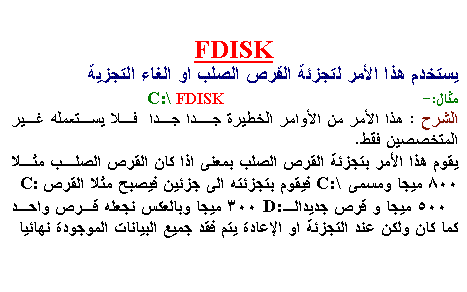 FDISK
يستخدم هذا الأمر لتجزئة القرص الصلب او الغاء التجزية
مثال:- C:\ FDISK
الشرح : هذا الأمر من الأوامر الخطيرة جدا جدا فلا يستعمله غير
المتخصصين فقط.
يقوم هذا الأمر بتجزئة القرص الصلب بمعنى اذا كان القرص الصلب مثلا
٨٠٠ ميجا ومسمى C:\ فيقوم بتجزئته الى جزئين فيصبح مثلا القرص C:
٥٠٠ ميجا و قرص جديدالـ:D ٣٠٠ ميجا وبالعكس نجعله قرص واحد
كما كان ولكن عند التجزئة او الإعادة يتم فقد جميع البيانات الموجودة نهائيا